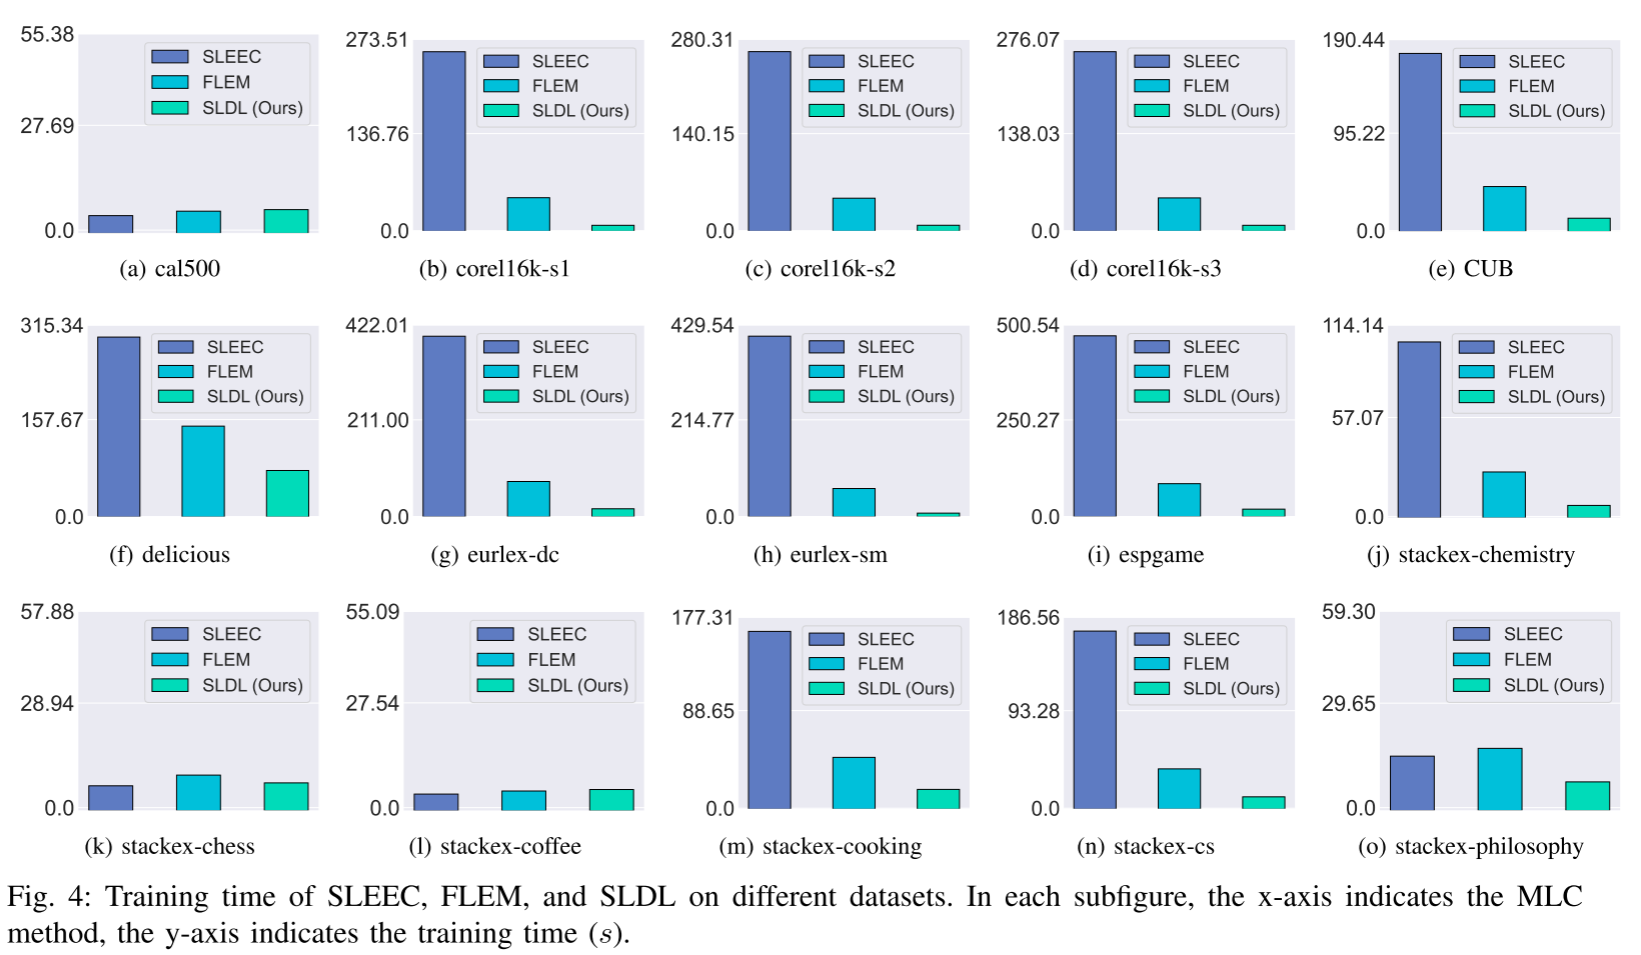 55.38
27.69
0.0
SLEEC
FLEM
SLDL (Ours)
(a) cal500
273.51
136.76
0.0
SLEEC
FLEM
SLDL (Ours)
(b) corel16k-s1
280.31
140.15
0.0
SLEEC
FLEM
SLDL (Ours)
(c) corel16k-s2
276.07
138.03
0.0
SLEEC
FLEM
SLDL (Ours)
(d) corel16k-s3
190.44
95.22
0.0
SLEEC
FLEM
SLDL (Ours)
(e) CUB
315.34
157.67
0.0
SLEEC
FLEM
SLDL (Ours)
(f) delicious
422.01
211.00
0.0
SLEEC
FLEM
SLDL (Ours)
(g) eurlex-dc
429.54
214.77
0.0
SLEEC
FLEM
SLDL (Ours)
(h) eurlex-sm
500.54
250.27
0.0
SLEEC
FLEM
SLDL (Ours)
(i) espgame
114.14
57.07
0.0
SLEEC
FLEM
SLDL (Ours)
(j) stackex-chemistry
57.88
28.94
0.0
SLEEC
FLEM
SLDL (Ours)
(k) stackex-chess
55.09
27.54
0.0
SLEEC
FLEM
SLDL (Ours)
(l) stackex-coffee
177.31
88.65
0.0
SLEEC
FLEM
SLDL (Ours)
(m) stackex-cooking
186.56
93.28
0.0
SLEEC
FLEM
SLDL (Ours)
(n) stackex-cs
59.30
29.65
0.0
SLEEC
FLEM
SLDL (Ours)
(o) stackex-philosophy
Fig. 4: Training time of SLEEC, FLEM, and SLDL on different datasets. In each subfigure, the x-axis indicates the MLC
method, the y-axis indicates the training time (s).